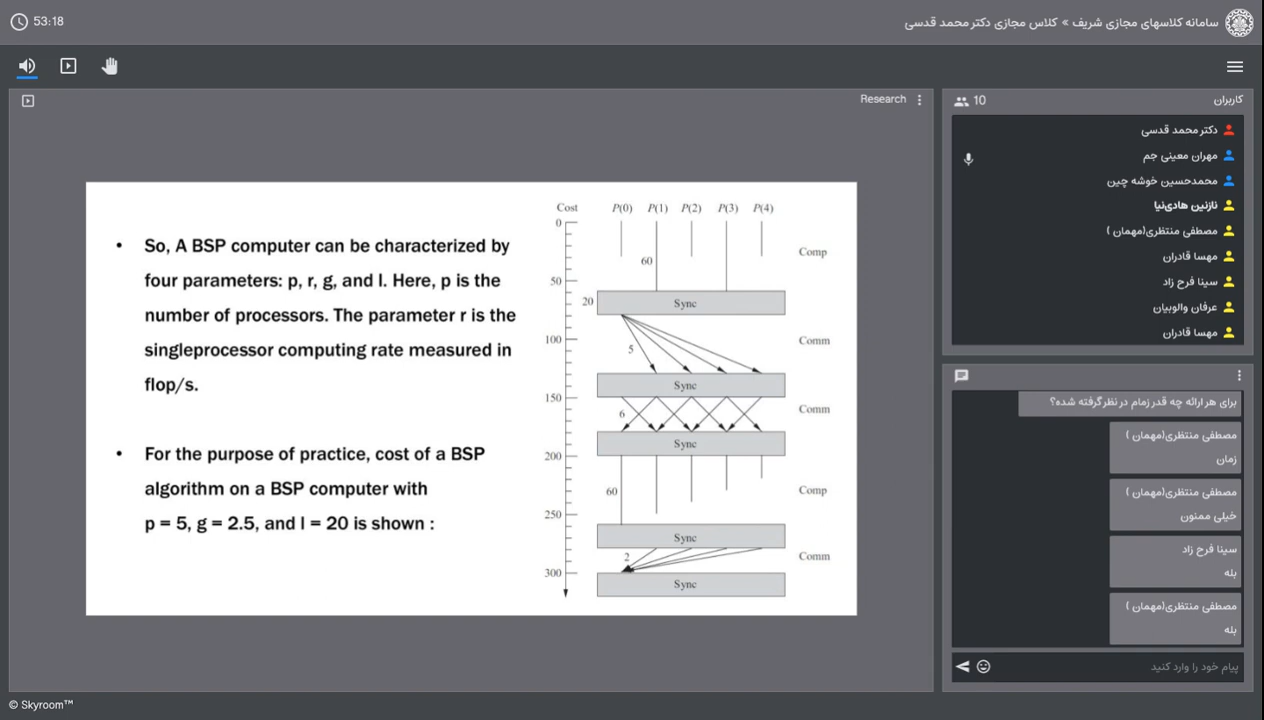 53:18
سامانه کلاسهای مجازی شریف » کلاس مجازی دکتر محمد قدسی
Research
So, A BSP computer can be characterized by
four parameters: p, r, g, and l. Here, p is the
number of processors. The parameter r is the
singleprocessor computing rate measured in
flop/s.
For the purpose of practice, cost of a BSP
algorithm on a BSP computer with
p = 5, g = 2.5, and l = 20 is shown :
Cost P(0) P(1) P(2) P(3) P(4)
0
Comp
60
50
20 Sync
100
5
Comm
Sync
150
6
Comm
Sync
200
60
Comp
250
Sync
2
Comm
300
Sync
کاربران
10
دکتر محمد قدسی
مهران معینی جم
محمدحسین خوشه چین
نازنین هادی‌نیا
مصطفی منتظری(مهمان )
مهسا قادران
سینا فرح زاد
عرفان والوبیان
مهسا قادران
برای هر ارائه چه قدر زمام در نظر گرفته شده؟
مصطفی منتظری(مهمان )
زمان
مصطفی منتظری(مهمان )
خیلی ممنون
سینا فرح زاد
بله
مصطفی منتظری(مهمان )
بله
پیام خود را وارد کنید
© Skyroom™